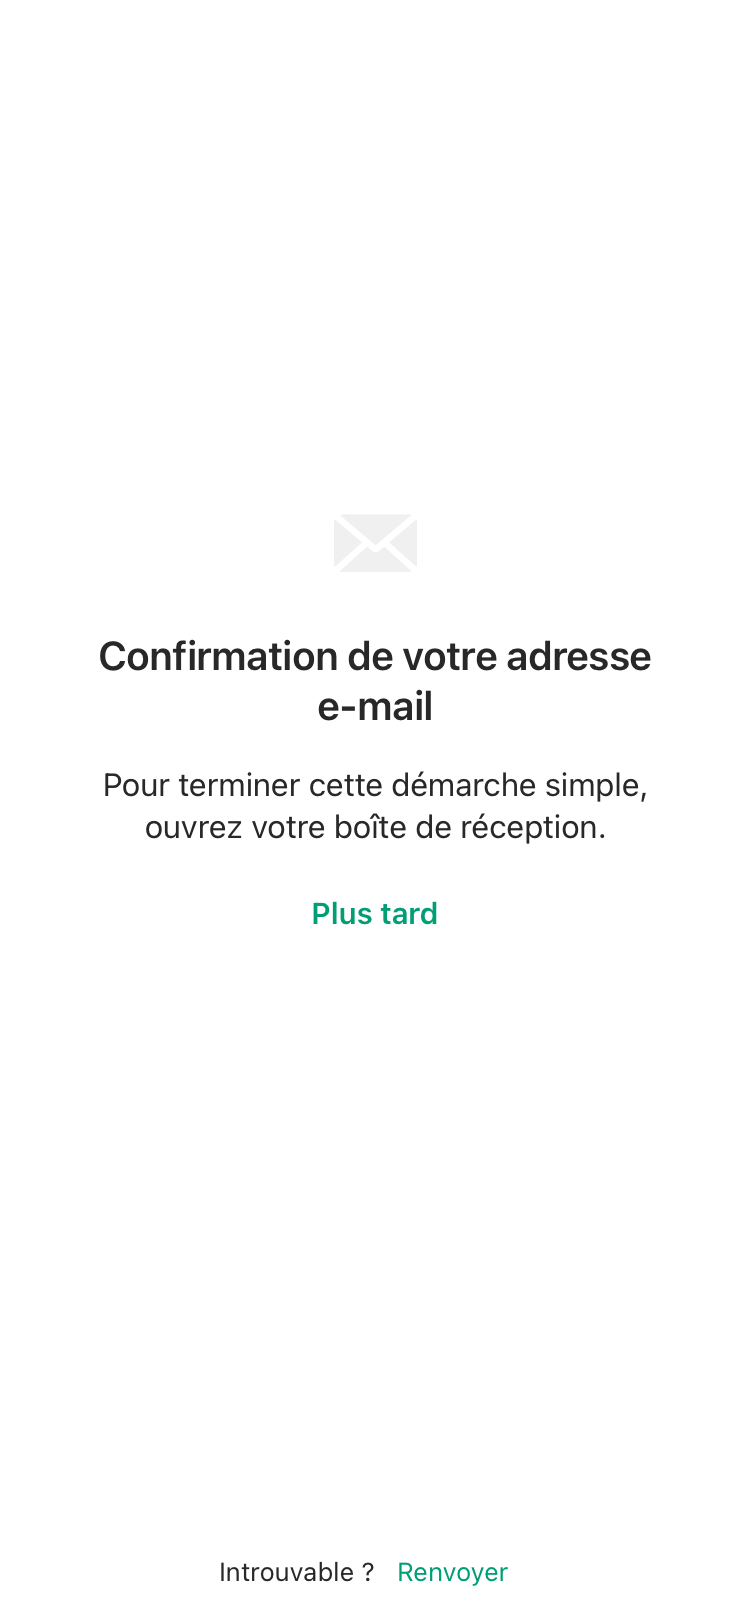 Confirmation de votre adresse
e-mail
Pour terminer cette démarche simple,
ouvrez votre boîte de réception.
Plus tard
Introuvable ? Renvoyer